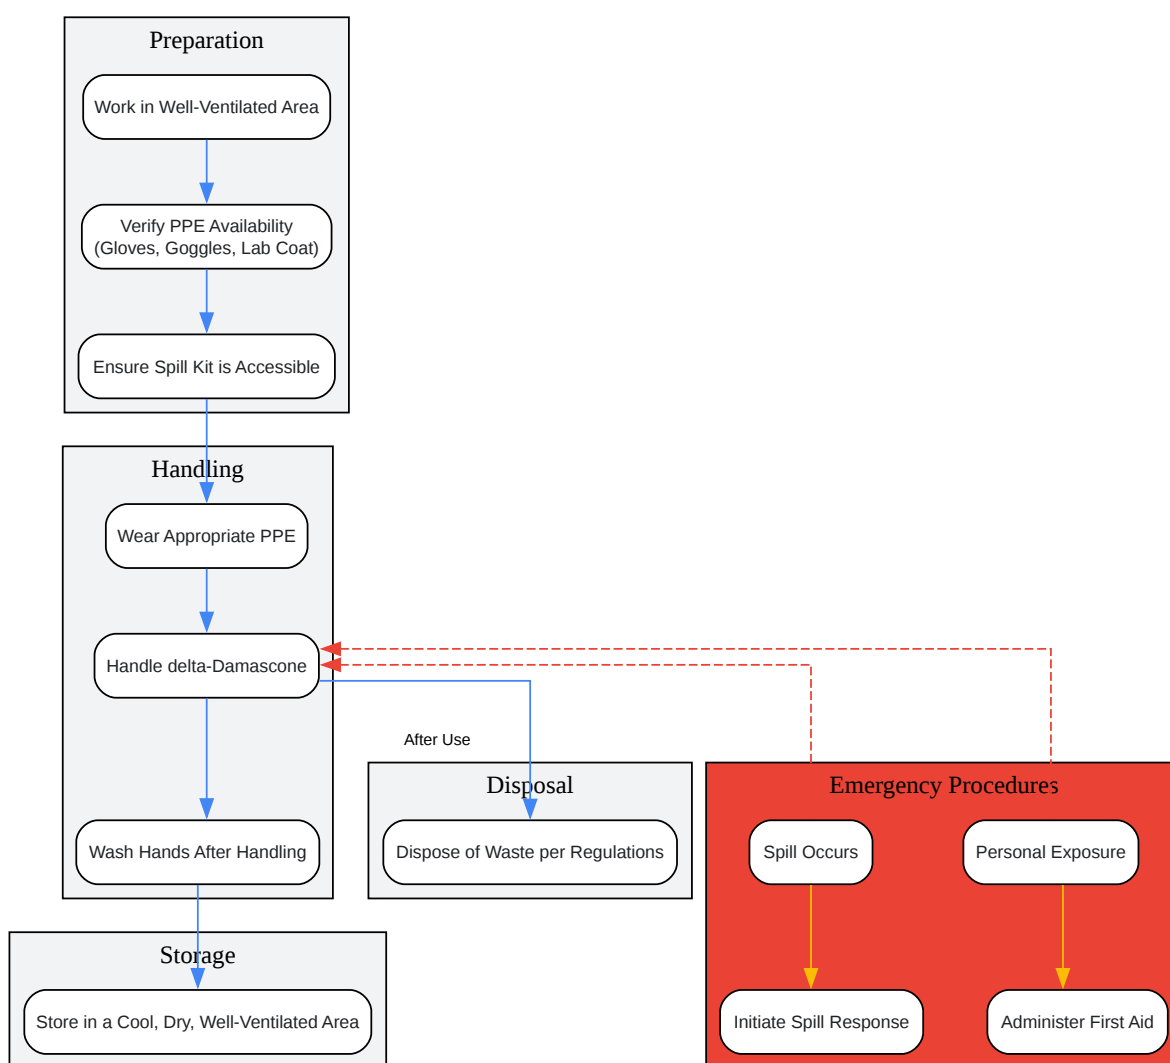 Preparation
Work in Well-Ventilated Area
Verify PPE Availability
(Gloves, Goggles, Lab Coat)
Ensure Spill Kit is Accessible
Handling
Wear Appropriate PPE
Handle delta-Damascone
After Use
Wash Hands After Handling
Disposal
Dispose of Waste per Regulations
Emergency Procedures
Spill Occurs
Personal Exposure
Initiate Spill Response
Administer First Aid
Storage
Store in a Cool, Dry, Well-Ventilated Area